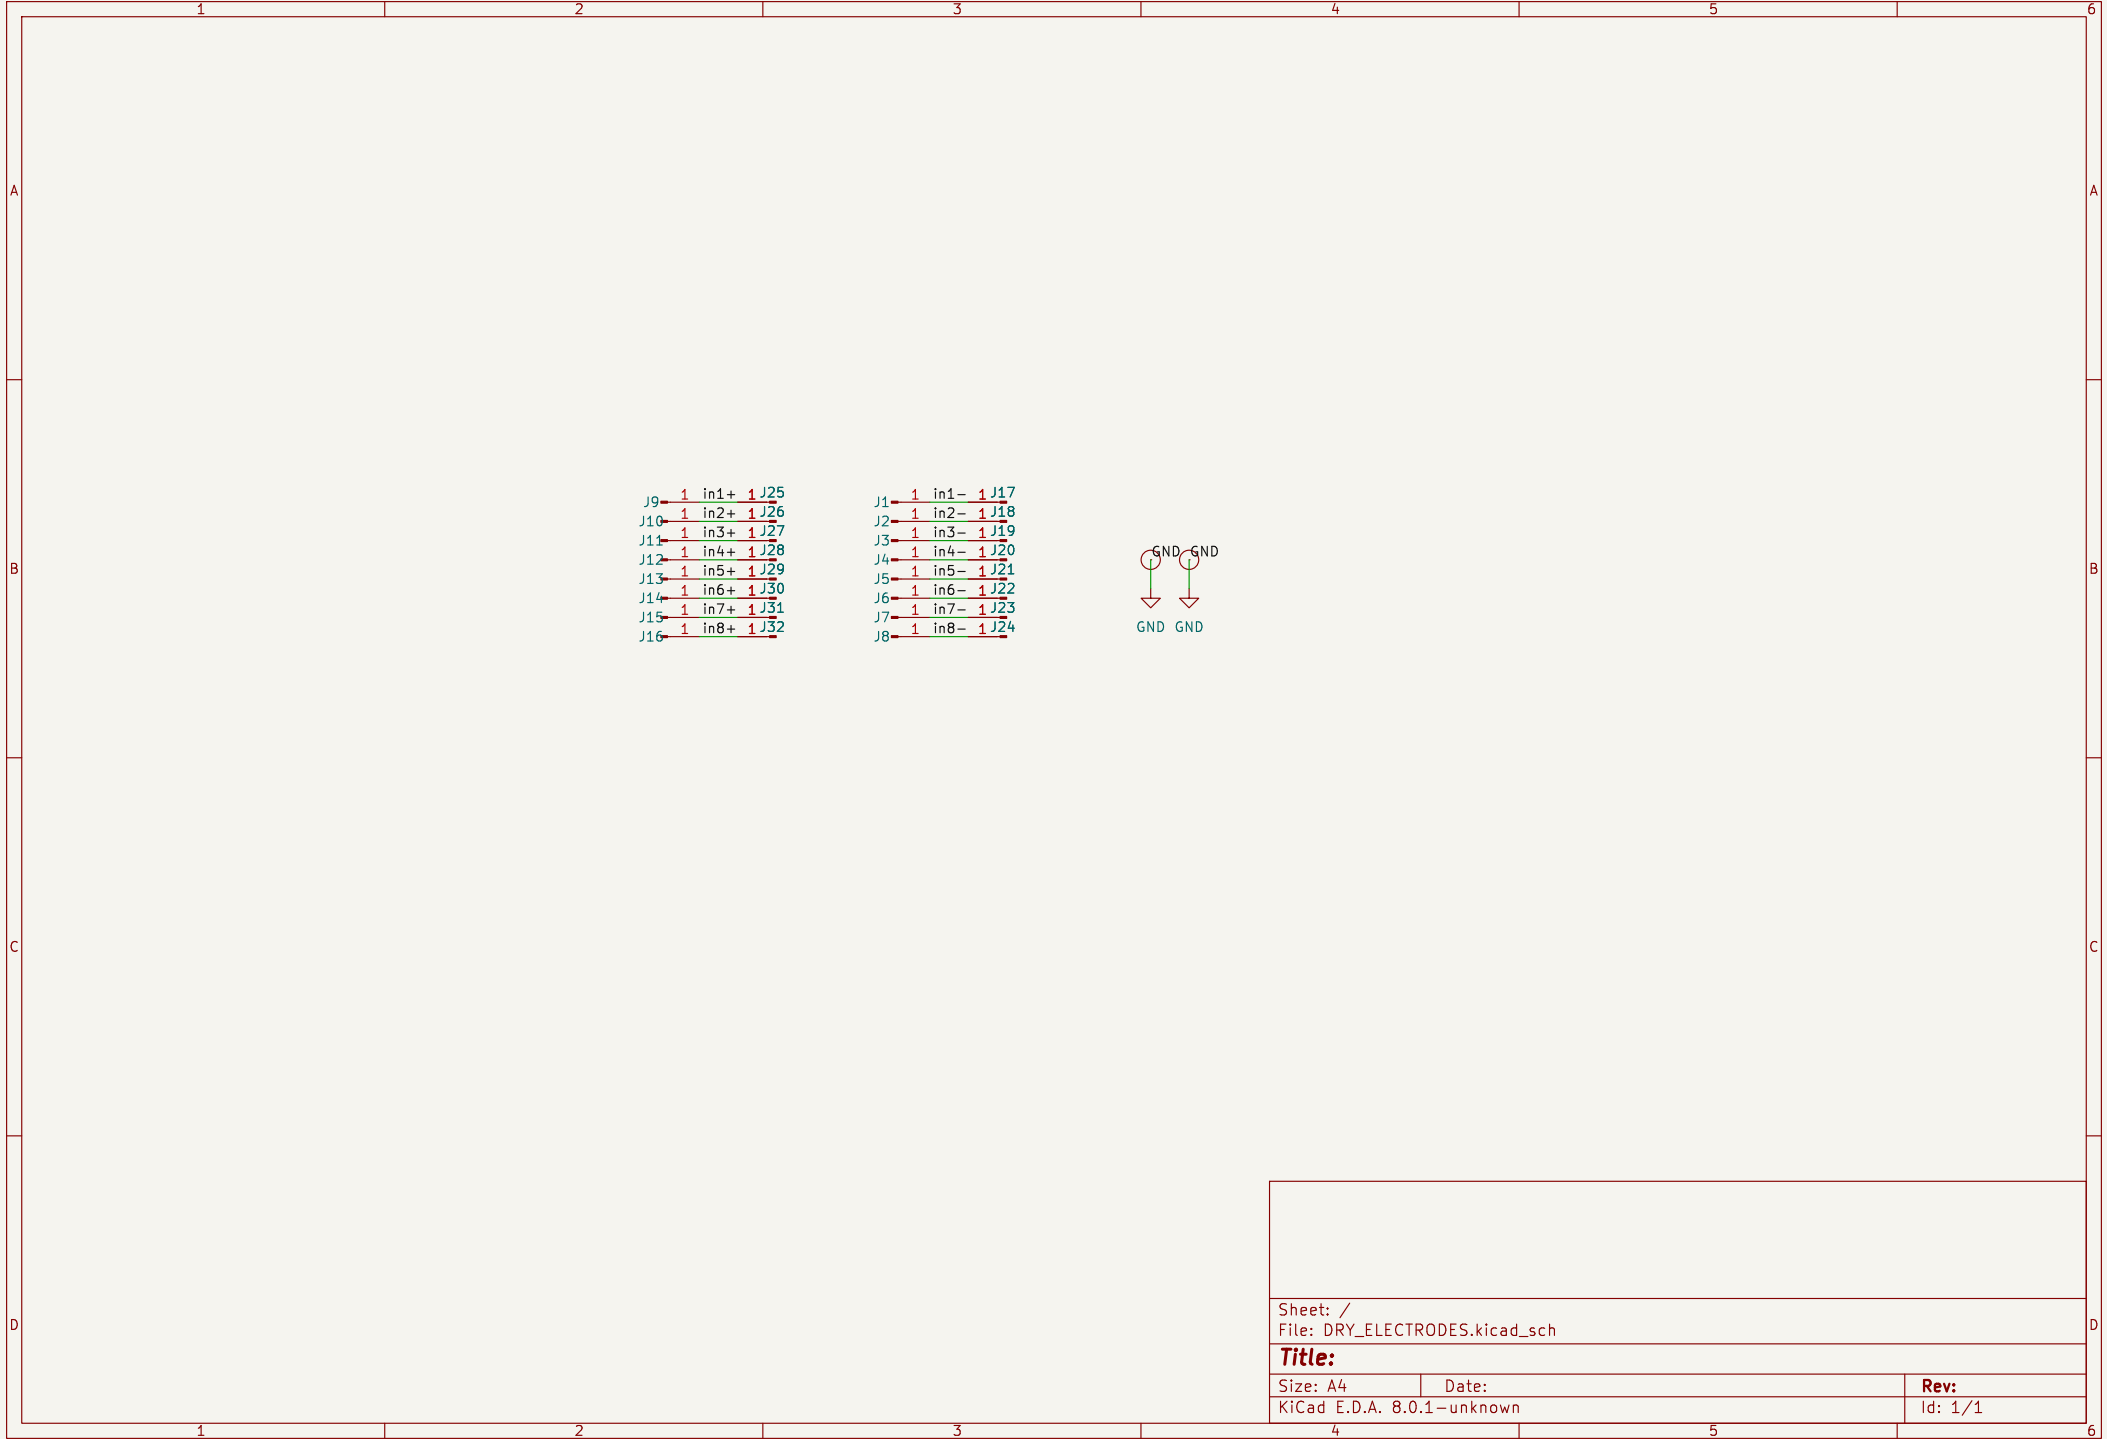 1 2 3 4 5 6
A A
J9 1 in1+ 1 J25 J1 1 in1- 1 J17
J10 1 in2+ 1 J26 J2 1 in2- 1 J18
J11 1 in3+ 1 J27 J3 1 in3- 1 J19
J12 1 in4+ 1 J28 J4 1 in4- 1 J20 GND GND
B B
J13 1 in5+ 1 J29 J5 1 in5- 1 J21
J14 1 in6+ 1 J30 J6 1 in6- 1 J22
J15 1 in7+ 1 J31 J7 1 in7- 1 J23
J16 1 in8+ 1 J32 J8 1 in8- 1 J24 GND GND
C C
Sheet: /
D D
File: DRY_ELECTRODES.kicad_sch
Title:
Size: A4 Date: Rev:
KiCad E.D.A. 8.0.1-unknown Id: 1/1
1 2 3 4 5 6